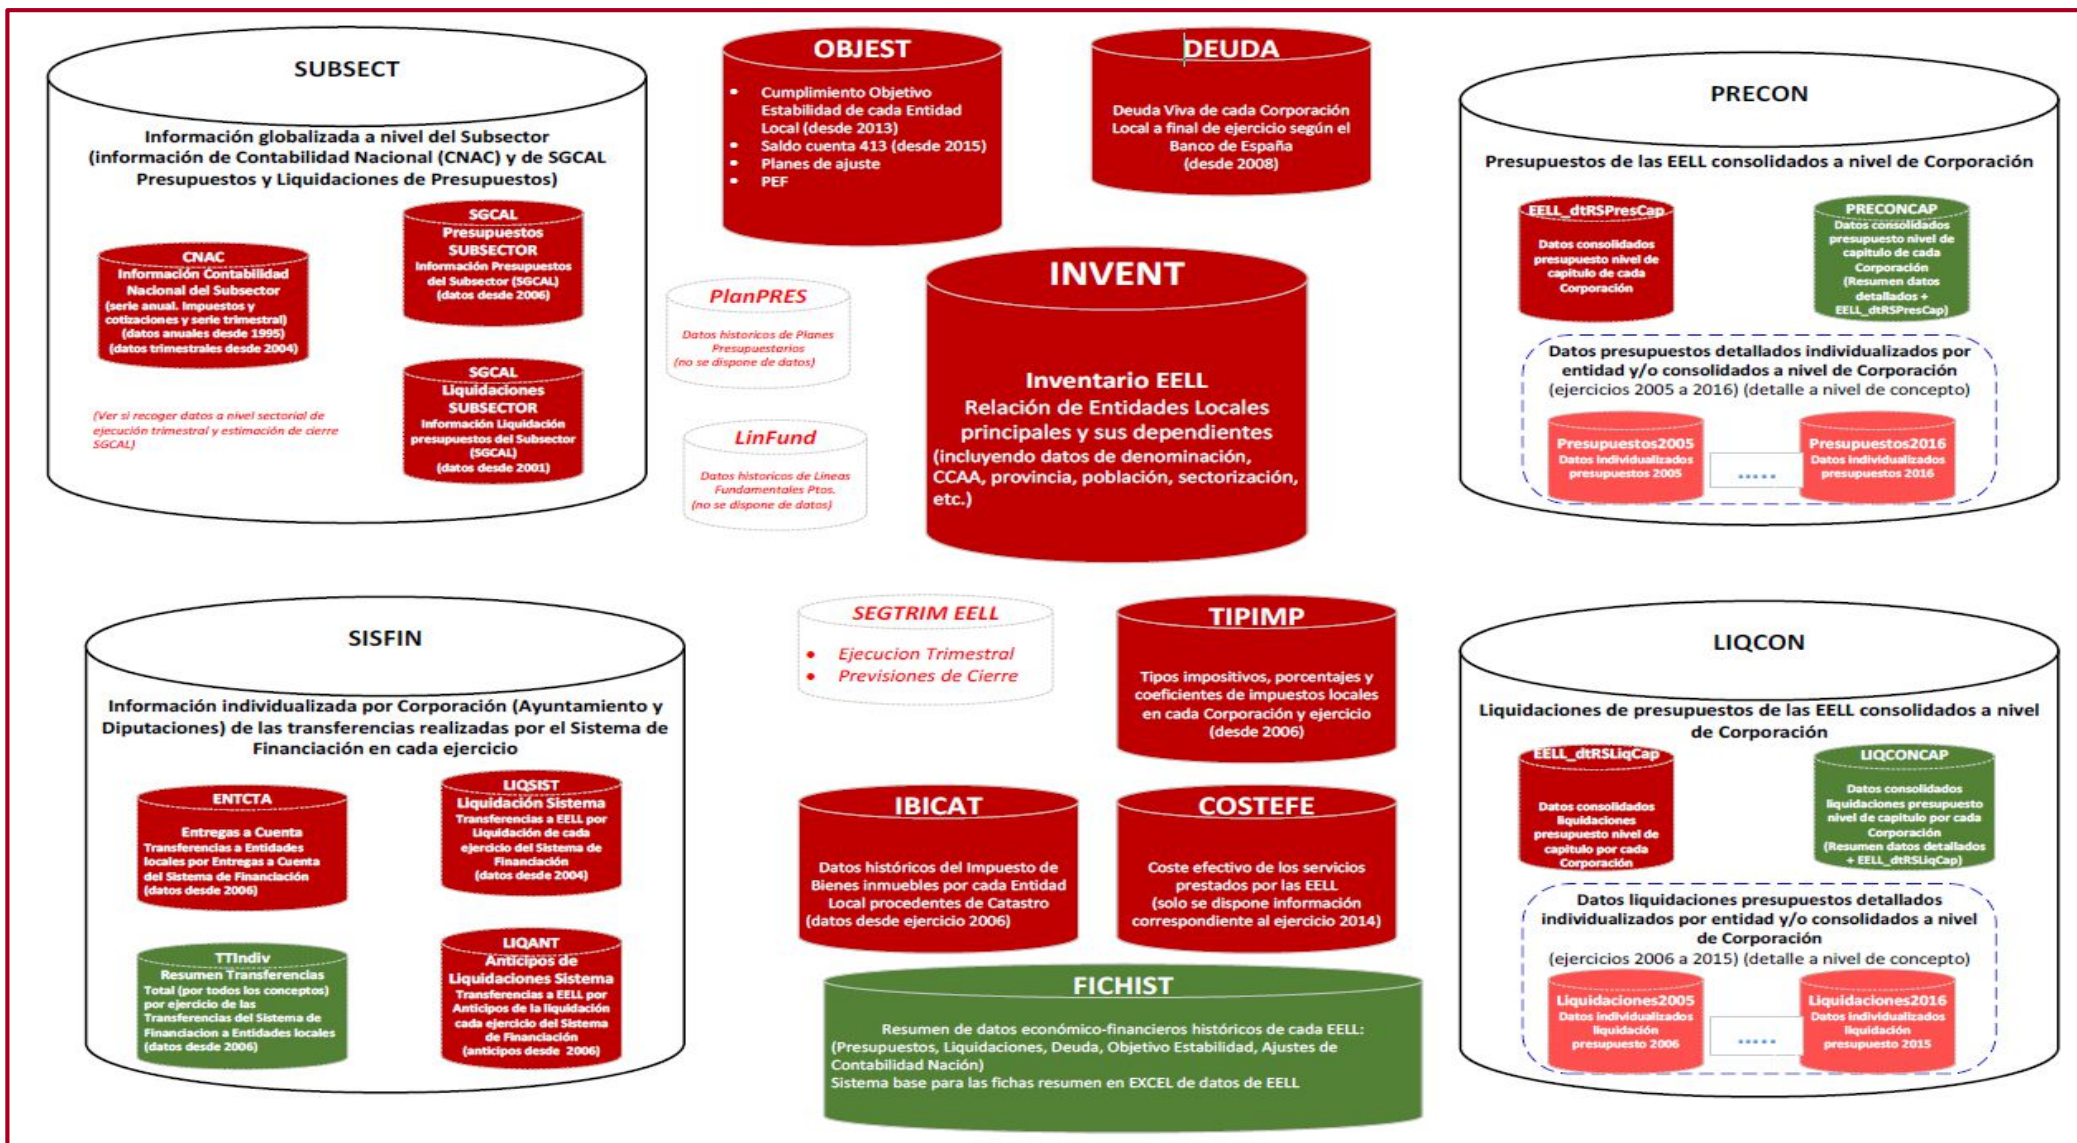 SUBSECT
Información globalizada a nivel del Subsector
(información de Contabilidad Nacional (CNAC) y de SGCAL
Presupuestos y Liquidaciones de Presupuestos)
CNAC
Información Contabilidad
Nacional del Subsector
(serie anual. Impuestos y
cotizaciones y serie trimestral)
(datos anuales desde 1995)
(datos trimestrales desde 2004)
SGCAL
Presupuestos
SUBSECTOR
Información Presupuestos
del Subsector (SGCAL)
(datos desde 2006)
SGCAL
Liquidaciones
SUBSECTOR
Información Liquidación
presupuestos del Subsector
(SGCAL)
(datos desde 2001)
(Ver si recoger datos a nivel sectorial de
ejecución trimestral y estimación de cierre
SGCAL)
OBJEST
• Cumplimiento Objetivo
Estabilidad de cada Entidad
Local (desde 2013)
• Saldo cuenta 413 (desde 2015)
• Planes de ajuste
• PEF
DEUDA
Deuda Viva de cada Corporación
Local a final de ejercicio según el
Banco de España
(desde 2008)
PlanPRES
Datos historicos de Planes
Presupuestarios
(no se dispone de datos)
LinFund
Datos historicos de Líneas
Fundamentales Ptos.
(no se dispone de datos)
INVENT
Inventario EELL
Relación de Entidades Locales
principales y sus dependientes
(incluyendo datos de denominación,
CCAA, provincia, población, sectorización,
etc.)
PRECON
Presupuestos de las EELL consolidados a nivel de Corporación
EELL_dtRSPresCap
Datos consolidados
presupuesto nivel de
capitulo de cada
Corporación
PRECONCAP
Datos consolidados
presupuesto nivel de
capitulo de cada
Corporación
(Resumen datos
detallados +
EELL_dtRSPresCap)
Datos presupuestos detallados individualizados por
entidad y/o consolidados a nivel de Corporación
(ejercicios 2005 a 2016) (detalle a nivel de concepto)
Presupuestos2005
Datos individualizados
presupuestos 2005
.....
Presupuestos2016
Datos individualizados
presupuestos 2016
SISFIN
Información individualizada por Corporación (Ayuntamiento y
Diputaciones) de las transferencias realizadas por el Sistema de
Financiación en cada ejercicio
ENTCTA
Entregas a Cuenta
Transferencias a Entidades
locales por Entregas a Cuenta
del Sistema de Financiación
(datos desde 2006)
LIQSIST
Liquidación Sistema
Transferencias a EELL por
Liquidación de cada
ejercicio del Sistema de
Financiación
(datos desde 2004)
TTIndiv
Resumen Transferencias
Total (por todos los conceptos)
por ejercicio de las
Transferencias del Sistema de
Financiacion a Entidades locales
(datos desde 2006)
LIQANT
Anticipos de
Liquidaciones Sistema
Transferencias a EELL por
Anticipos de la liquidación
cada ejercicio del Sistema
de Financiación
(anticipos desde 2006)
SEGTRIM EELL
• Ejecucion Trimestral
• Previsiones de Cierre
TIPIMP
Tipos impositivos, porcentajes y
coeficientes de impuestos locales
en cada Corporación y ejercicio
(desde 2006)
IBICAT
Datos históricos del Impuesto de
Bienes inmuebles por cada Entidad
Local procedentes de Catastro
(datos desde ejercicio 2006)
COSTEFE
Coste efectivo de los servicios
prestados por las EELL
(solo se dispone información
correspondiente al ejercicio 2014)
FICHIST
Resumen de datos económico-financieros históricos de cada EELL:
(Presupuestos, Liquidaciones, Deuda, Objetivo Estabilidad, Ajustes de
Contabilidad Nación)
Sistema base para las fichas resumen en EXCEL de datos de EELL
LIQCON
Liquidaciones de presupuestos de las EELL consolidados a nivel
de Corporación
EELL_dtRSLiqCap
Datos consolidados
liquidaciones
presupuesto nivel de
capitulo por cada
Corporación
LIQCONCAP
Datos consolidados
liquidaciones presupuesto
nivel de capitulo por cada
Corporación
(Resumen datos detallados
+ EELL_dtRSLiqCap)
Datos liquidaciones presupuestos detallados
individualizados por entidad y/o consolidados a nivel
de Corporación
(ejercicios 2006 a 2015) (detalle a nivel de concepto)
Liquidaciones2005
Datos individualizados
liquidación
presupuesto 2006
.....
Liquidaciones2016
Datos individualizados
liquidación
presupuesto 2015